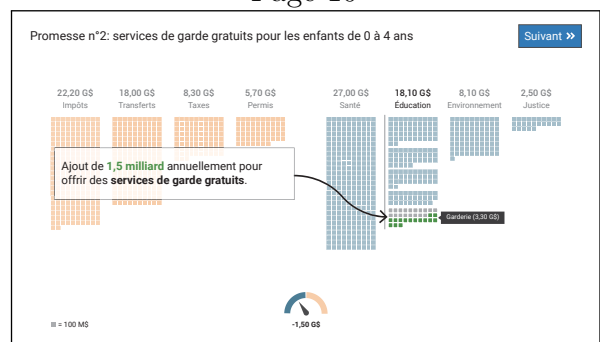 Page 10
Promesse n°2: services de garde gratuits pour les enfants de 0 à 4 ans
Suivant »
22,20 G$ 18,00 G$ 8,30 G$ 5,70 G$ 27,00 G$ 18,10 G$ 8,10 G$ 2,50 G$
Impôts Transferts Taxes Permis Santé Éducation Environnement Justice
Ajout de 1,5 milliard annuellement pour
offrir des services de garde gratuits.
Garderie (3,30 G$)
= 100 M$
-1,50 G$